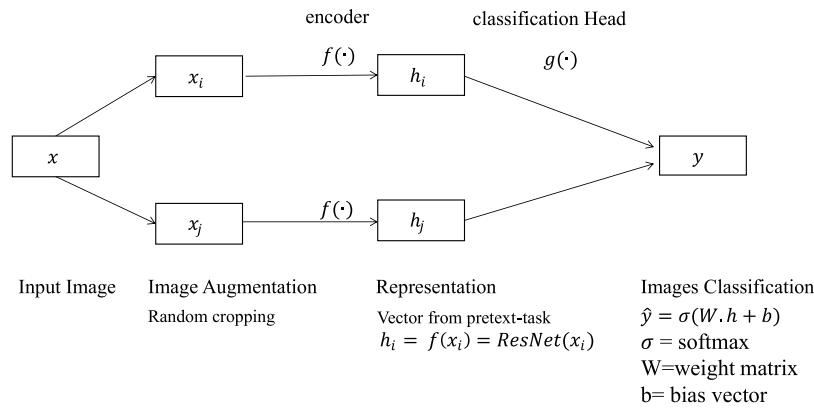 encoder
classification Head
f(·)
g(·)
x_i
h_i
x
y
f(·)
x_j
h_j
Input Image
Image Augmentation
Representation
Images Classification
Random cropping
Vector from pretext-task
h_i = f(x_i) = ResNet(x_i)
ŷ = σ(W.h + b)
σ = softmax
W=weight matrix
b= bias vector